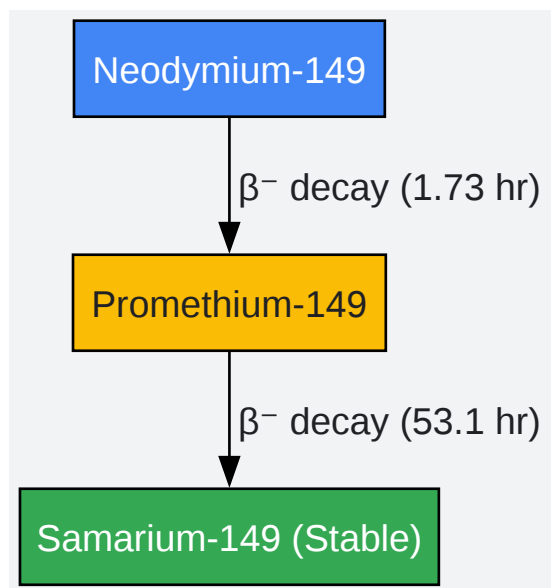 Neodymium-149
β⁻ decay (1.73 hr)
Promethium-149
β⁻ decay (53.1 hr)
Samarium-149 (Stable)